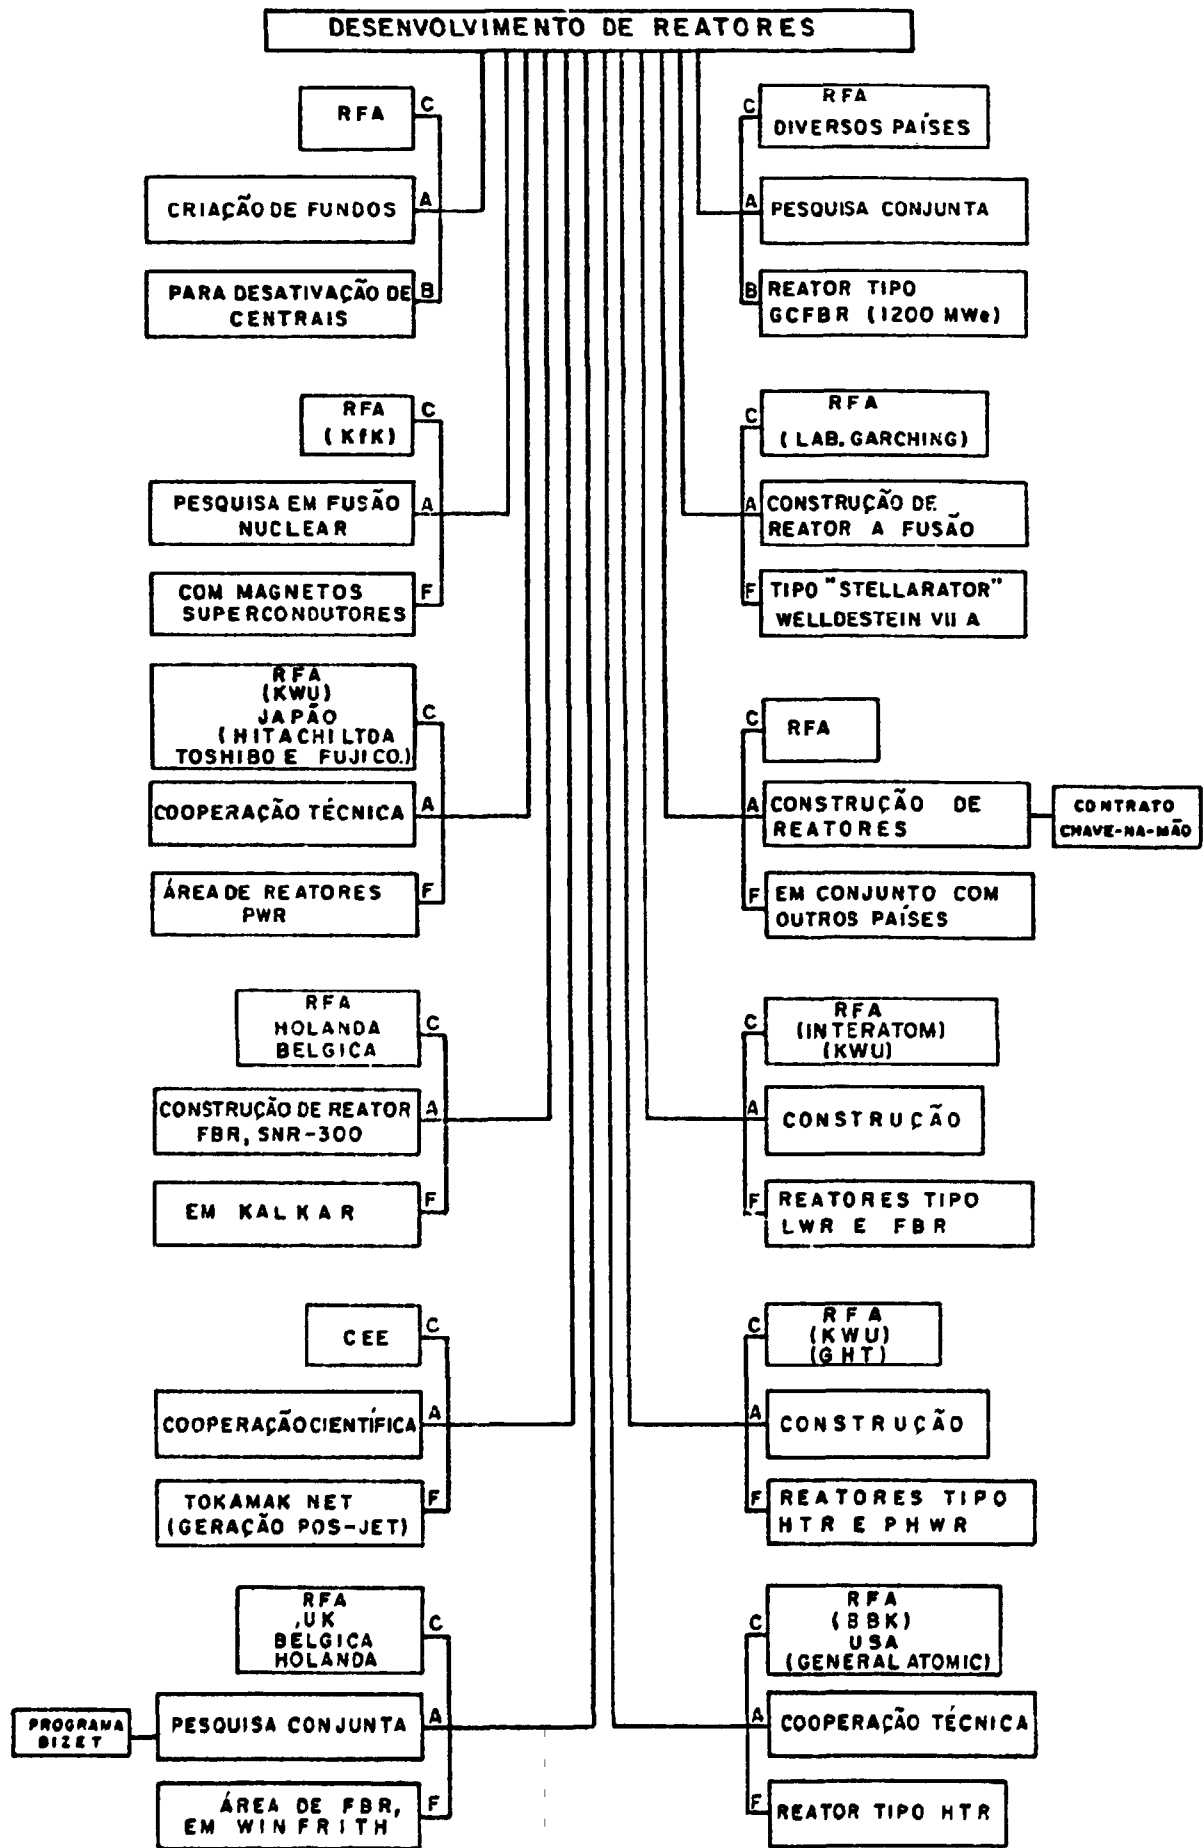 DESENVOLVIMENTO DE REATORES
C
RFA
A
CRIAÇÃO DE FUNDOS
B
PARA DESATIVAÇÃO DE
CENTRAIS
C
RFA
(KfK)
A
PESQUISA EM FUSÃO
NUCLEAR
F
COM MAGNETOS
SUPERCONDUTORES
C
RFA
(KWU)
JAPÃO
(HITACHI LTDA
TOSHIBO E FUJICO.)
A
COOPERAÇÃO TÉCNICA
F
ÁREA DE REATORES
PWR
C
RFA
HOLANDA
BELGICA
A
CONSTRUÇÃO DE REATOR
FBR, SNR-300
F
EM KALKAR
C
CEE
A
COOPERAÇÃO CIENTÍFICA
F
TOKAMAK NET
(GERAÇÃO POS-JET)
C
RFA
,UK
BELGICA
HOLANDA
A
PESQUISA CONJUNTA
PROGRAMA
BIZET
F
ÁREA DE FBR,
EM WINFRITH
C
RFA
DIVERSOS PAÍSES
A
PESQUISA CONJUNTA
B
REATOR TIPO
GCFBR (1200 MWe)
C
RFA
(LAB. GARCHING)
A
CONSTRUÇÃO DE
REATOR A FUSÃO
F
TIPO "STELLARATOR"
WELLDESTEIN VII A
C
RFA
A
CONSTRUÇÃO DE
REATORES
CONTRATO
CHAVE-NA-MÃO
F
EM CONJUNTO COM
OUTROS PAÍSES
C
RFA
(INTERATOM)
(KWU)
A
CONSTRUÇÃO
F
REATORES TIPO
LWR E FBR
C
RFA
(KWU)
(GHT)
A
CONSTRUÇÃO
F
REATORES TIPO
HTR E PHWR
C
RFA
(BBK)
USA
(GENERAL ATOMIC)
A
COOPERAÇÃO TÉCNICA
F
REATOR TIPO HTR